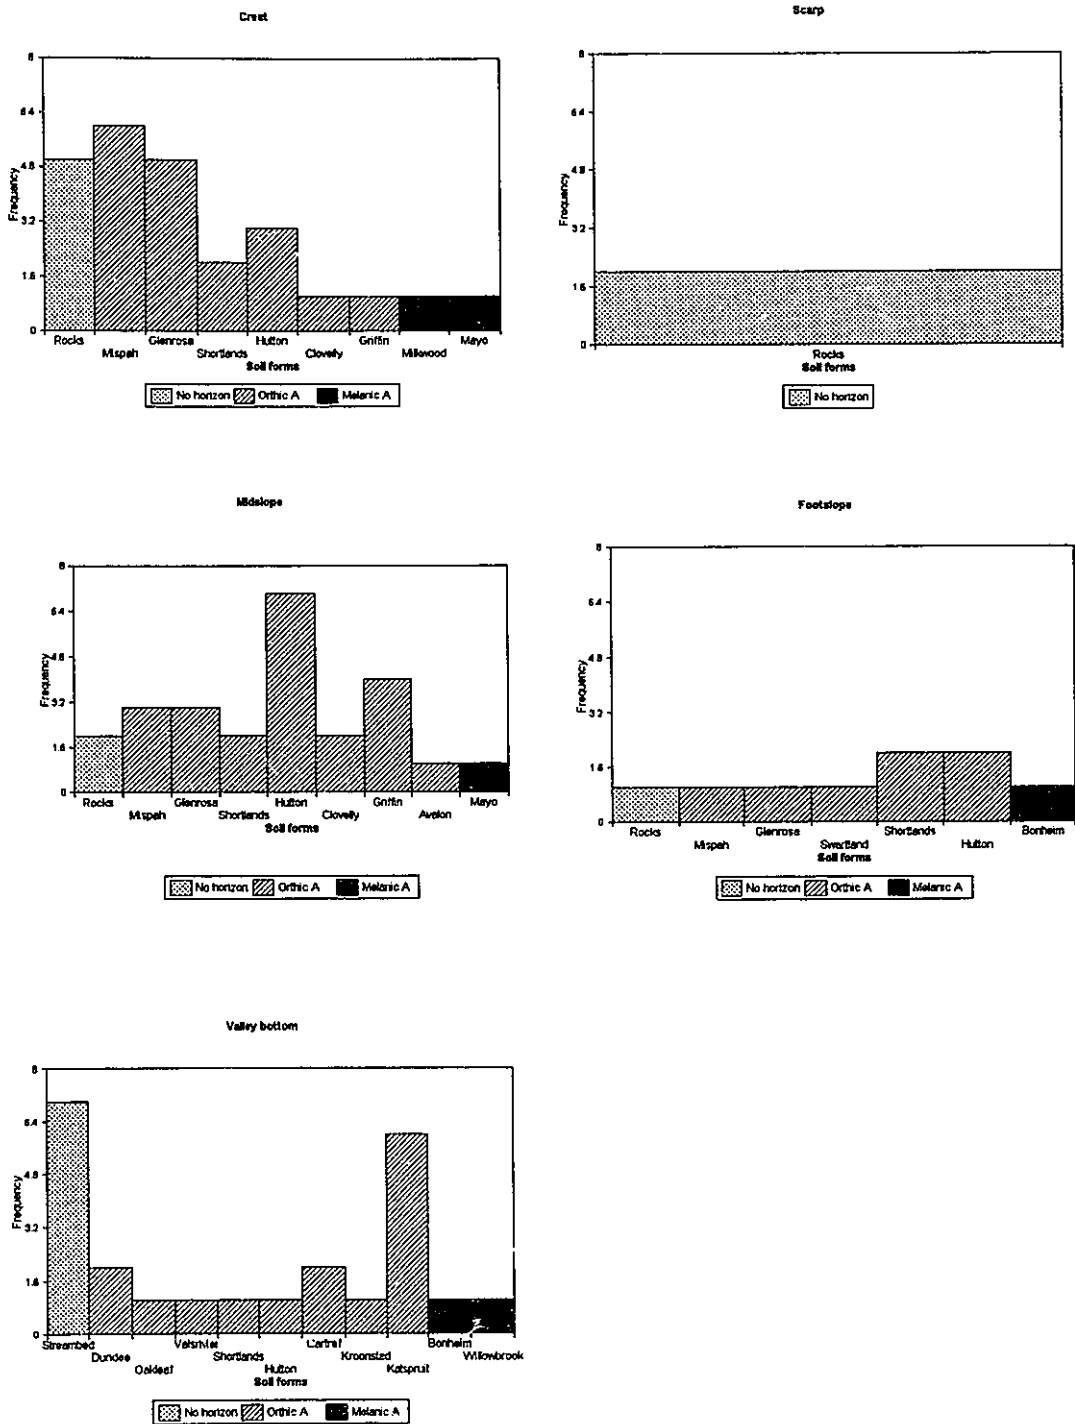 Crest
8
6.4
4.8
3.2
1.6
0
Frequency
Rocks
Mispah
Glenrosa
Shortlands
Hutton
Clovelly
Griffin
Milkwood
Mayo
Soil forms
No horizon Orthic A Melanic A
Scarp
8
6.4
4.8
3.2
1.6
0
Frequency
Rocks
Soil forms
No horizon
Midslope
8
6.4
4.8
3.2
1.6
0
Frequency
Rocks
Mispah
Glenrosa
Shortlands
Hutton
Clovelly
Griffin
Avalon
Mayo
Soil forms
No horizon Orthic A Melanic A
Footslope
8
6.4
4.8
3.2
1.6
0
Frequency
Rocks
Mispah
Glenrosa
Swartland
Shortlands
Hutton
Bonheim
Soil forms
No horizon Orthic A Melanic A
Valley bottom
8
6.4
4.8
3.2
1.6
0
Frequency
Streambed
Dundee
Oakleaf
Valsrivier
Shortlands
Hutton
Kroonstad
Katspruit
Bonheim
Willowbrook
Soil forms
No horizon Orthic A Melanic A